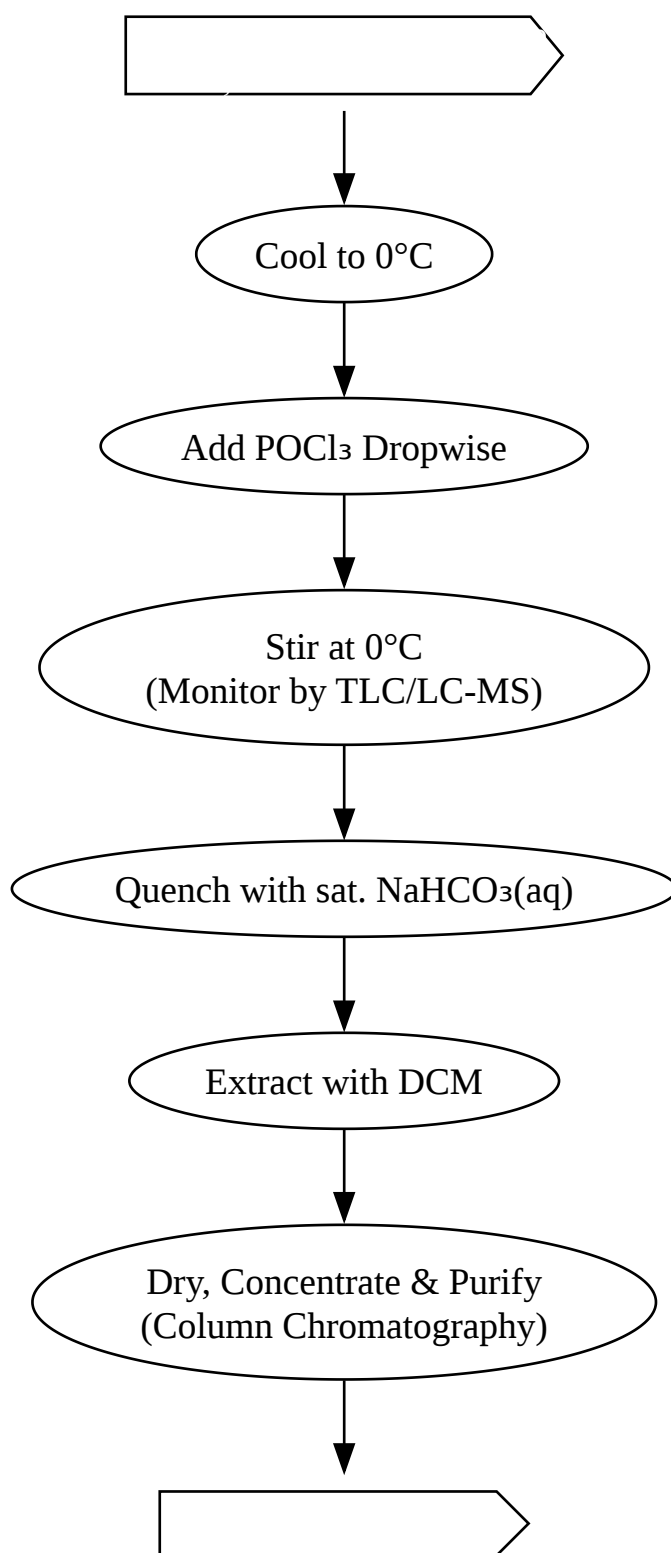 Cool to 0°C
Add POCl₃ Dropwise
Stir at 0°C
(Monitor by TLC/LC-MS)
Quench with sat. NaHCO₃(aq)
Extract with DCM
Dry, Concentrate & Purify
(Column Chromatography)